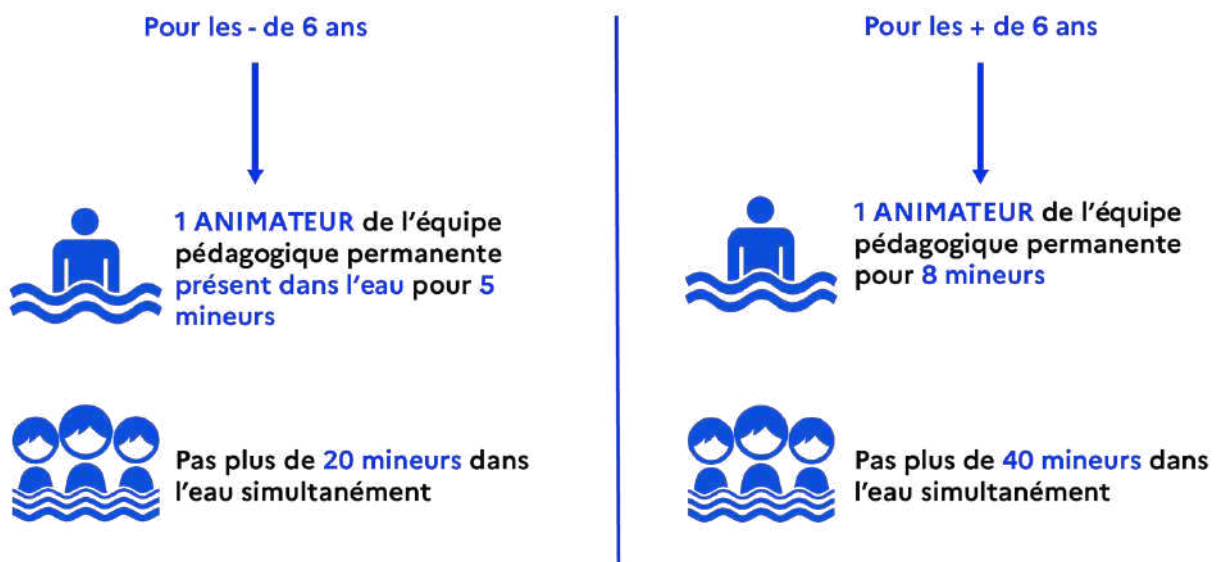 Pour les - de 6 ans
1 ANIMATEUR de l'équipe
pédagogique permanente
présent dans l'eau pour 5
mineurs
Pas plus de 20 mineurs dans
l'eau simultanément
Pour les + de 6 ans
1 ANIMATEUR de l'équipe
pédagogique permanente
pour 8 mineurs
Pas plus de 40 mineurs dans
l'eau simultanément